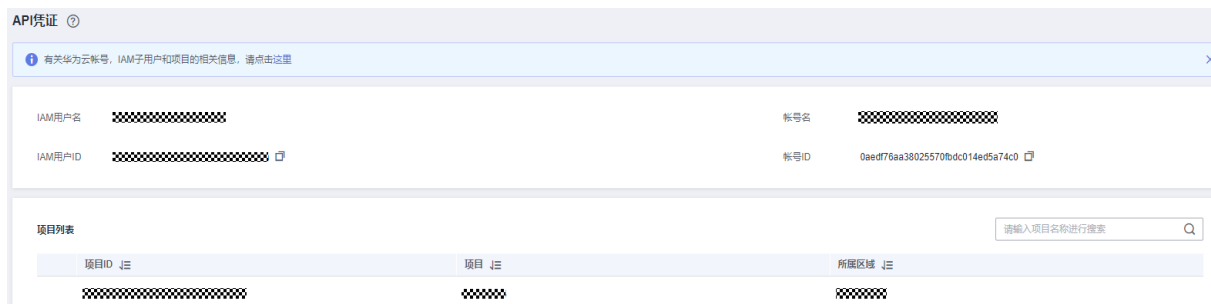 API凭证
有关华为云帐号，IAM子用户和项目的相关信息，请点击这里
IAM用户名
帐号名
IAM用户ID
帐号ID 0aedf76aa38025570fbdc014ed5a74c0
项目列表
请输入项目名称进行搜索
项目ID 项目 所属区域